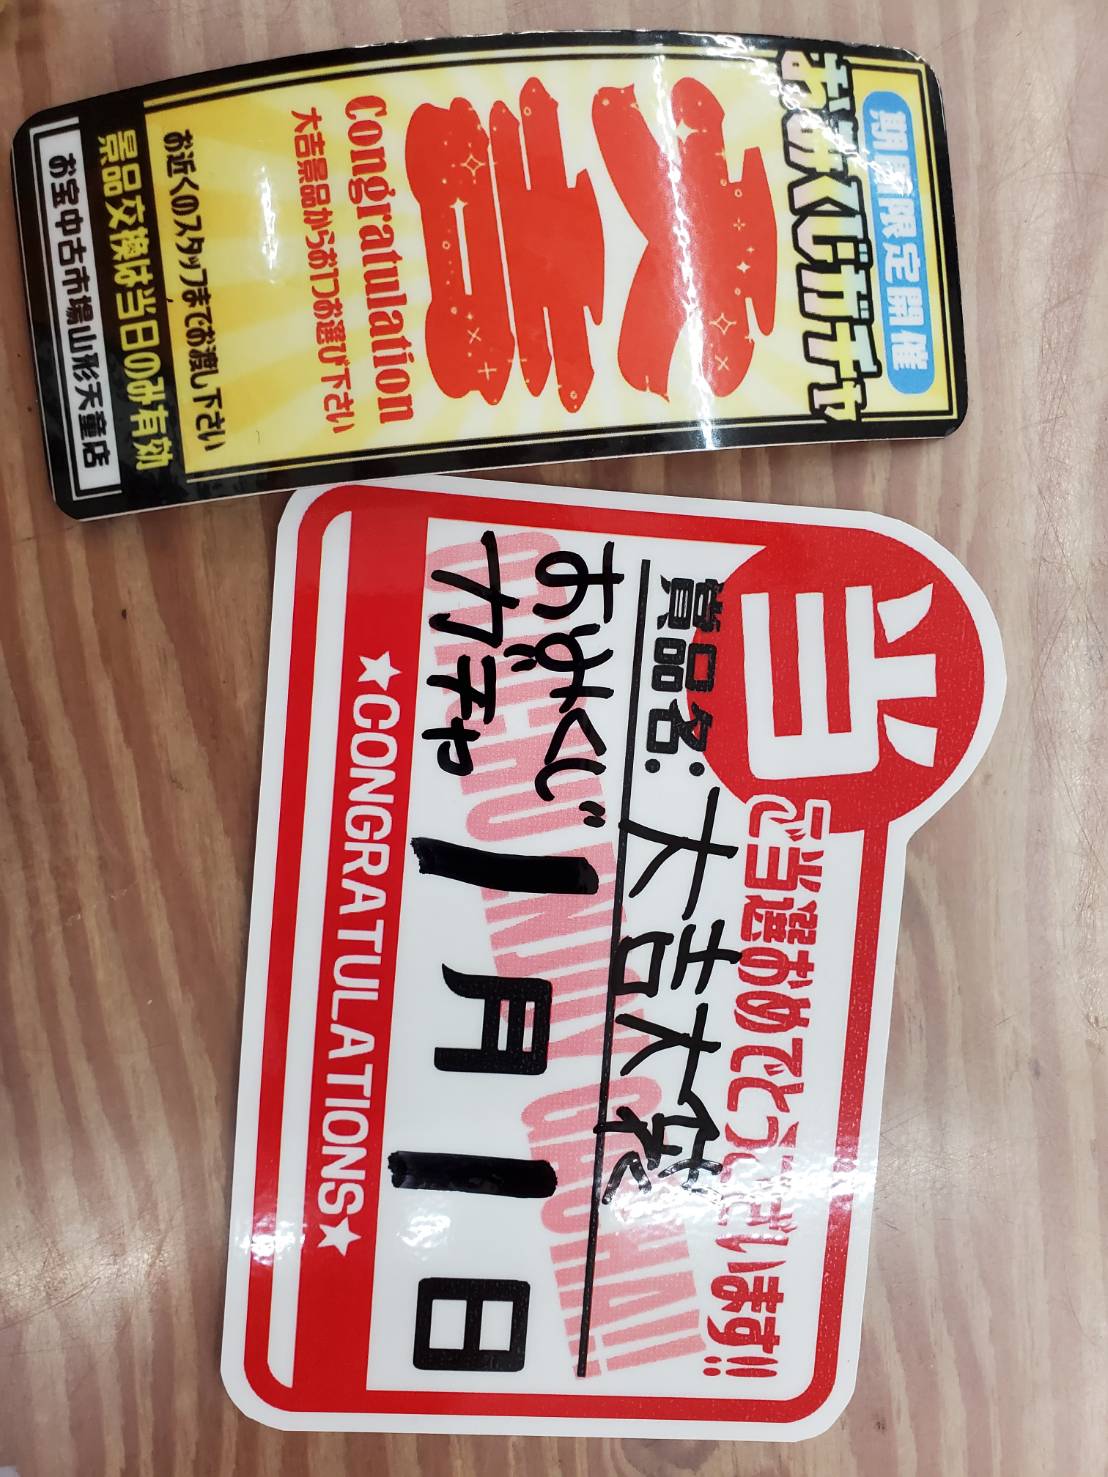 期間限定開催
おみくじガチャ
大吉
Congratulation
大吉景品からお1つお選び下さい
お近くのスタッフまでお渡し下さい
景品交換は当日のみ有効
お宝中古市場山形天童店
当
ご当選おめでとうございます!!
賞品名:大吉大袋
おみくじ
ガチャ
1月1日
★CONGRATULATIONS★